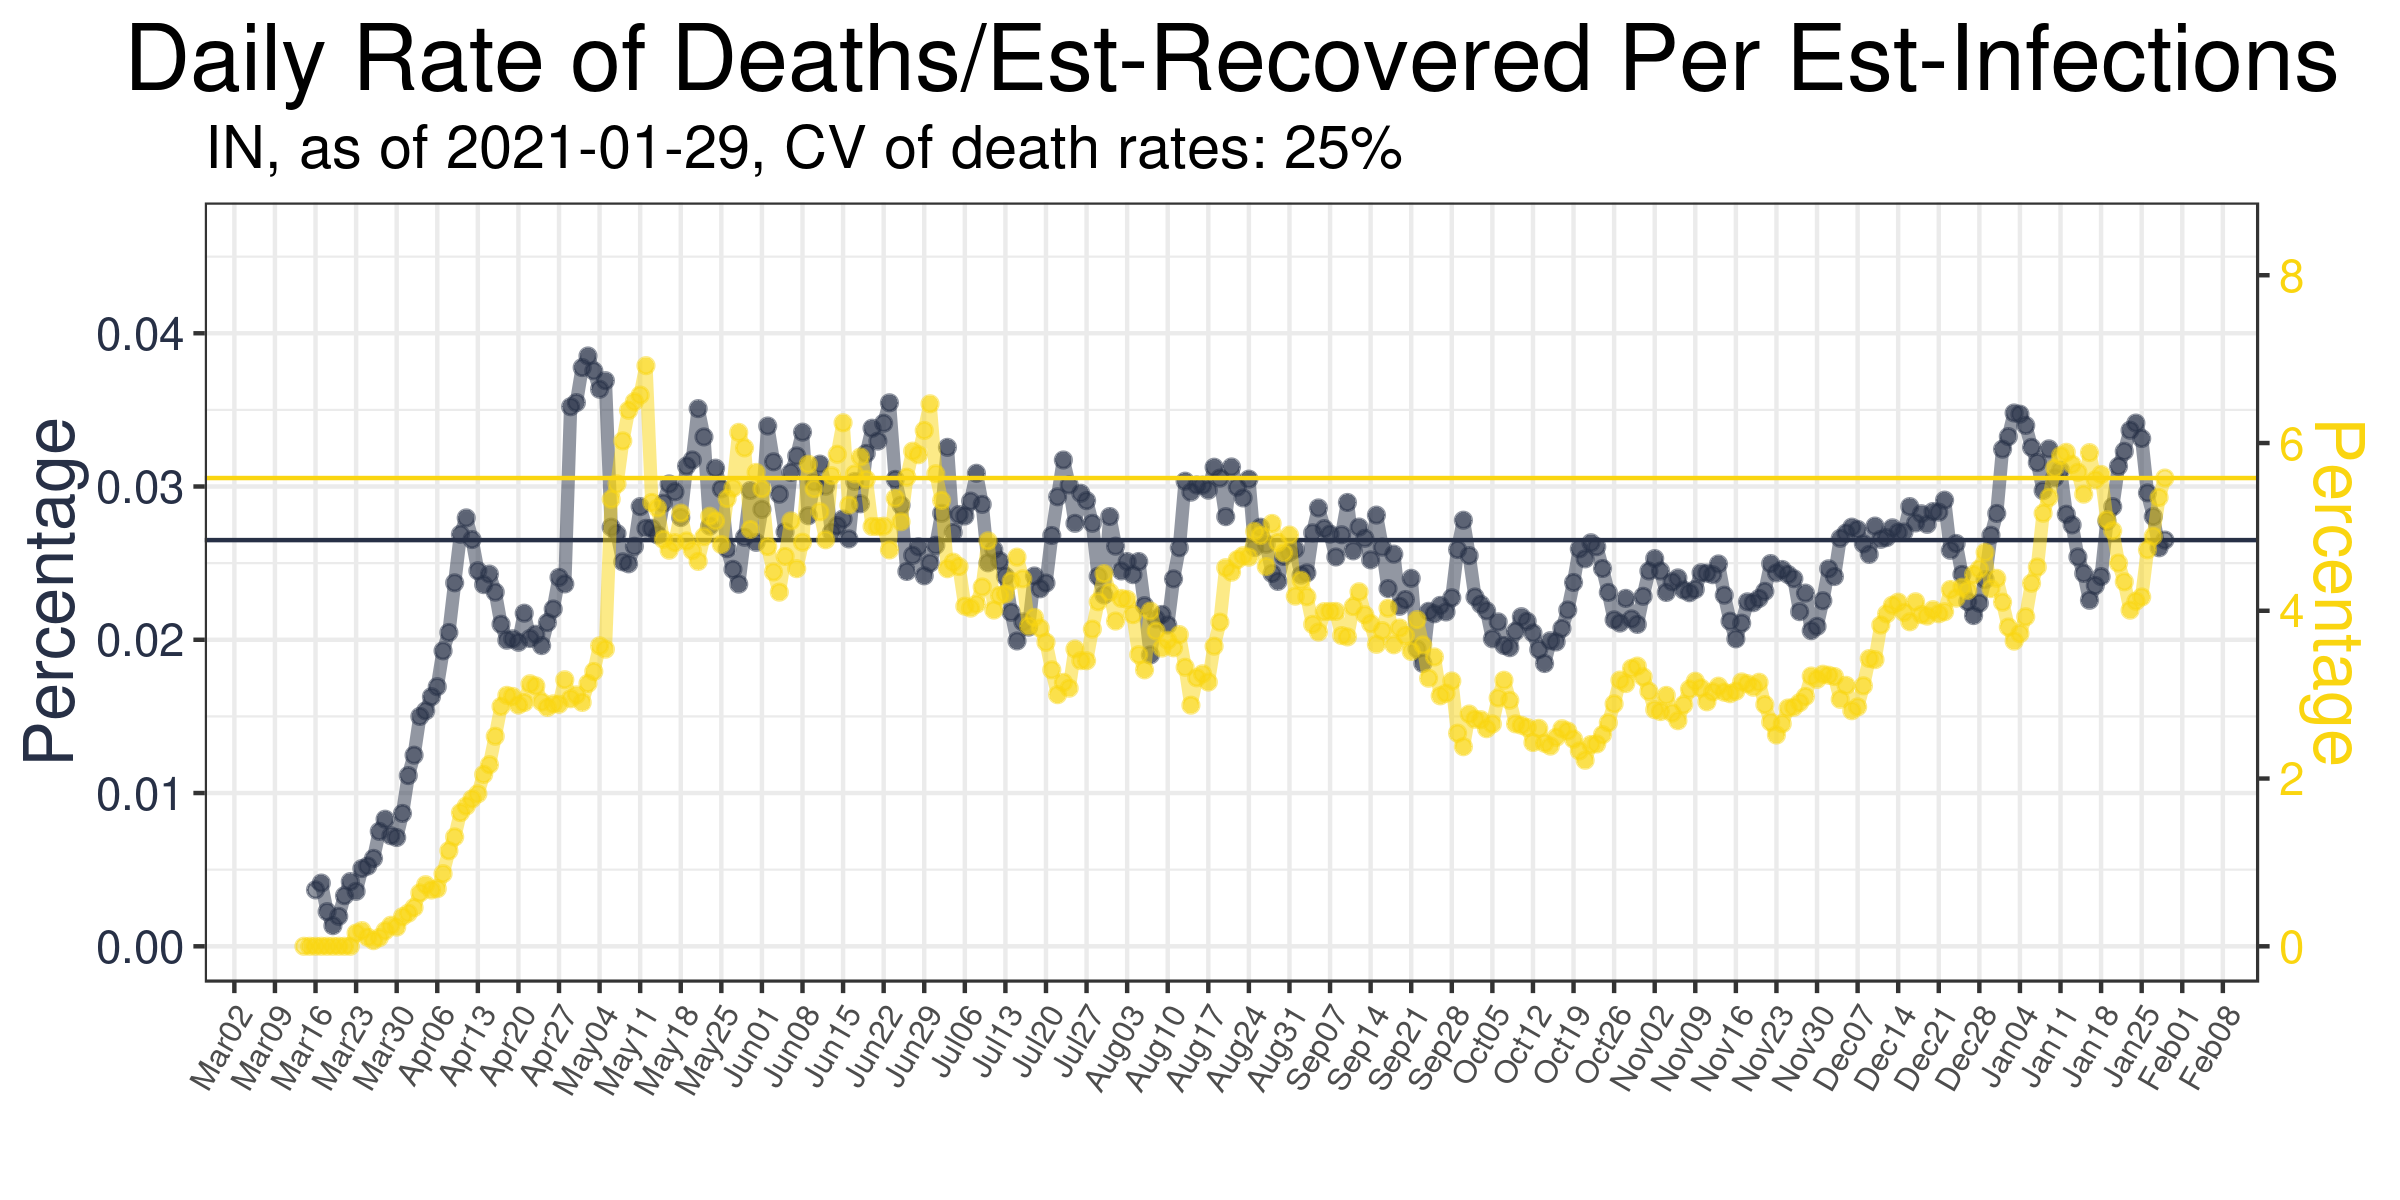 Daily Rate of Deaths/Est-Recovered Per Est-Infections
IN, as of 2021-01-29, CV of death rates: 25%
Percentage
0.04
0.03
0.02
0.01
0.00
8
6
4
2
0
Percentage
Mar02
Mar09
Mar16
Mar23
Mar30
Apr06
Apr13
Apr20
Apr27
May04
May11
May18
May25
Jun01
Jun08
Jun15
Jun22
Jun29
Jul06
Jul13
Jul20
Jul27
Aug03
Aug10
Aug17
Aug24
Aug31
Sep07
Sep14
Sep21
Sep28
Oct05
Oct12
Oct19
Oct26
Nov02
Nov09
Nov16
Nov23
Nov30
Dec07
Dec14
Dec21
Dec28
Jan04
Jan11
Jan18
Jan25
Feb01
Feb08